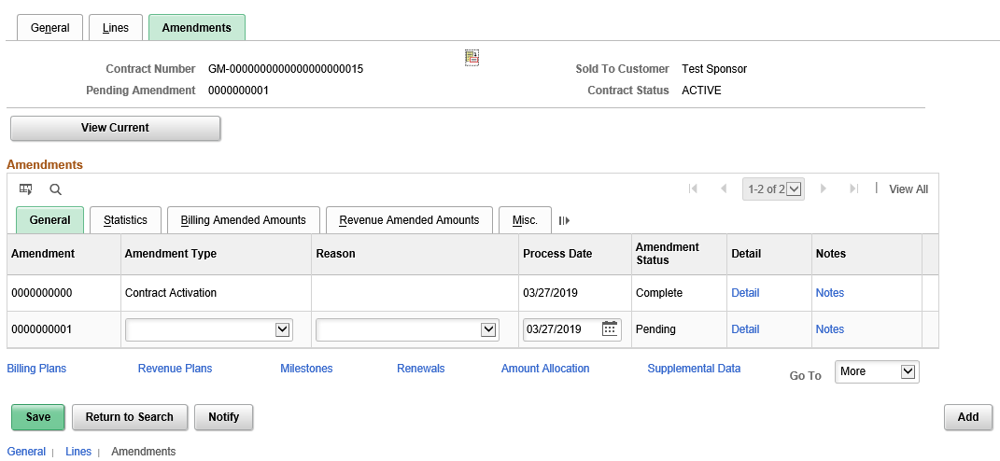 General Lines Amendments
Contract Number GM-0000000000000000000015 Sold To Customer Test Sponsor
Pending Amendment 0000000001 Contract Status ACTIVE
View Current
Amendments
1-2 of 2 | View All
General Statistics Billing Amended Amounts Revenue Amended Amounts Misc.
Amendment Amendment Type Reason Process Date Amendment Status Detail Notes
0000000000 Contract Activation 03/27/2019 Complete Detail Notes
0000000001 03/27/2019 Pending Detail Notes
Billing Plans Revenue Plans Milestones Renewals Amount Allocation Supplemental Data Go To More
Save Return to Search Notify Add
General | Lines | Amendments